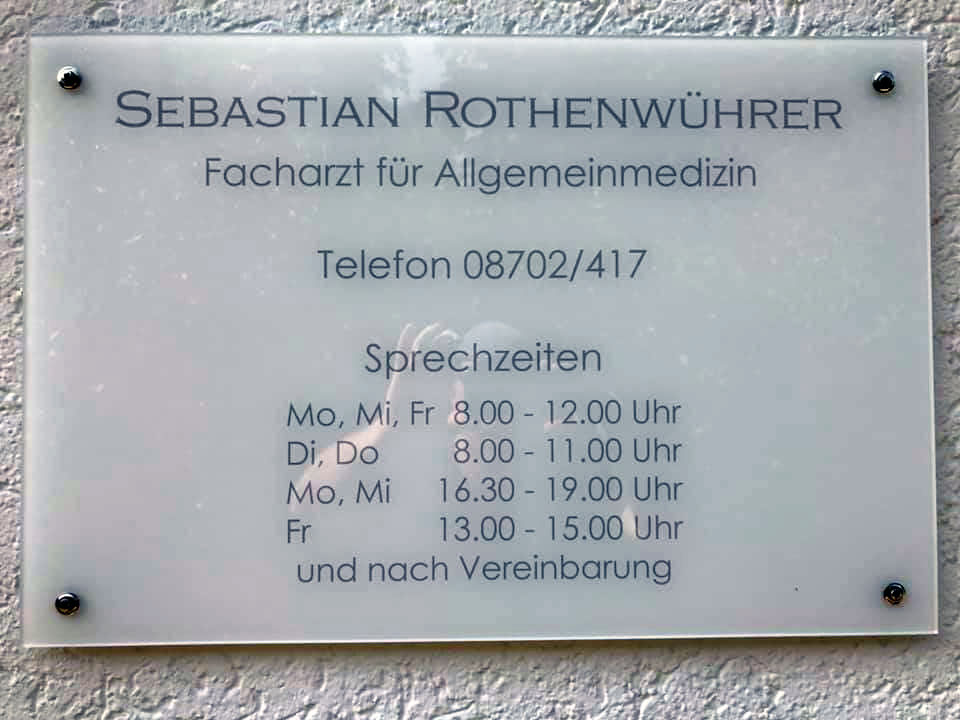 SEBASTIAN ROTHENWÜHRER
Facharzt für Allgemeinmedizin
Telefon 08702/417
Sprechzeiten
Mo, Mi, Fr 8.00 - 12.00 Uhr
Di, Do 8.00 - 11.00 Uhr
Mo, Mi 16.30 - 19.00 Uhr
Fr 13.00 - 15.00 Uhr
und nach Vereinbarung